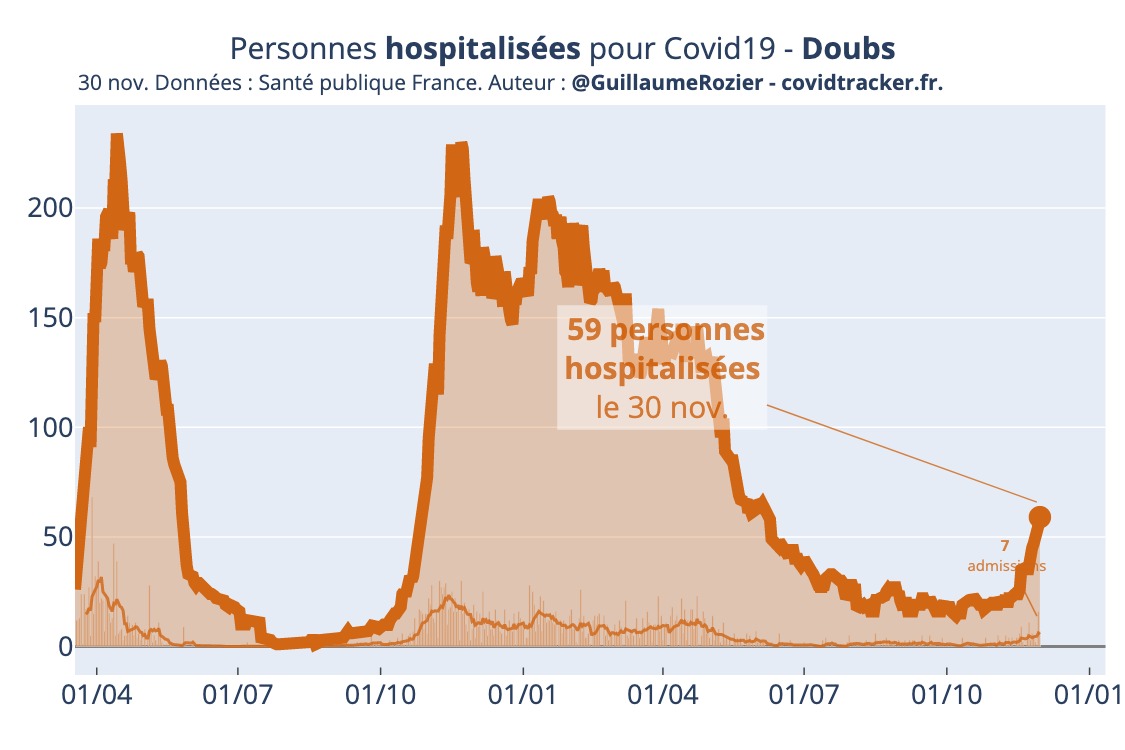 Personnes hospitalisées pour Covid19 - Doubs
30 nov. Données : Santé publique France. Auteur : @GuillaumeRozier - covidtracker.fr.
200
150
100
50
0
59 personnes
hospitalisées
le 30 nov.
7
admissions
01/04 01/07 01/10 01/01 01/04 01/07 01/10 01/01